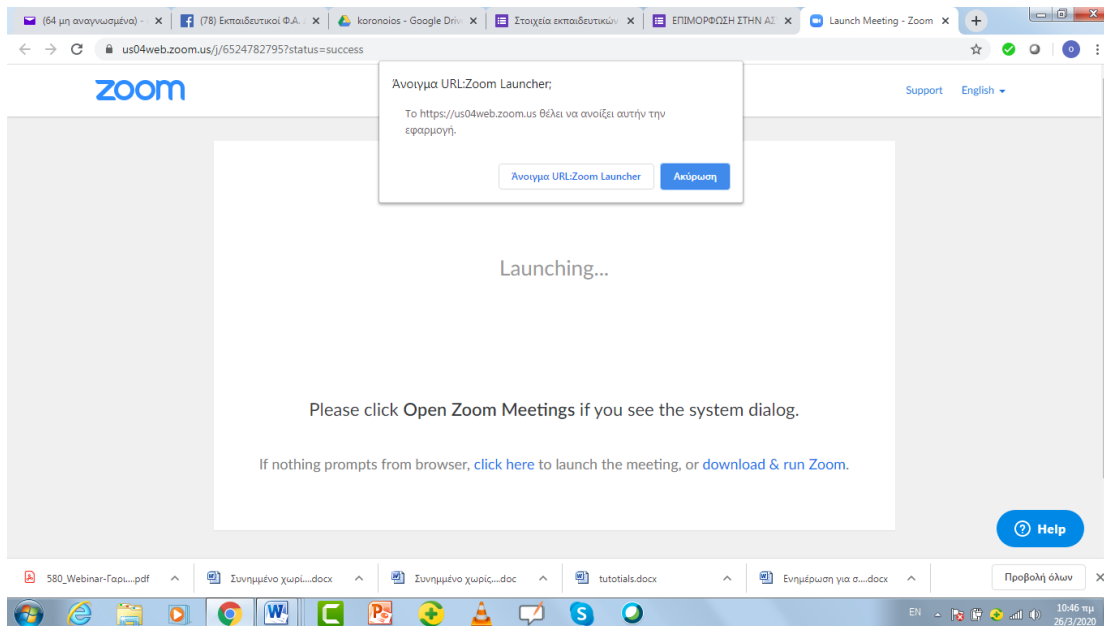 (64 μη αναγνωσμένα) -
(78) Εκπαιδευτικοί Φ.Α.
koronoios - Google Driv
Στοιχεία εκπαιδευτικών
ΕΠΙΜΟΡΦΩΣΗ ΣΤΗΝ ΑΣ
Launch Meeting - Zoom
us04web.zoom.us/j/6524782795?status=success
zoom
Support English
Άνοιγμα URL:Zoom Launcher;
Το https://us04web.zoom.us θέλει να ανοίξει αυτήν την
εφαρμογή.
Άνοιγμα URL:Zoom Launcher Ακύρωση
Launching...
Please click Open Zoom Meetings if you see the system dialog.
If nothing prompts from browser, click here to launch the meeting, or download & run Zoom.
Help
580_Webinar-Γαρι....pdf
Συνημμένο χωρί....docx
Συνημμένο χωρίς....doc
tutotials.docx
Ενημέρωση για σ....docx
Προβολή όλων
EN
10:46 πμ
26/3/2020